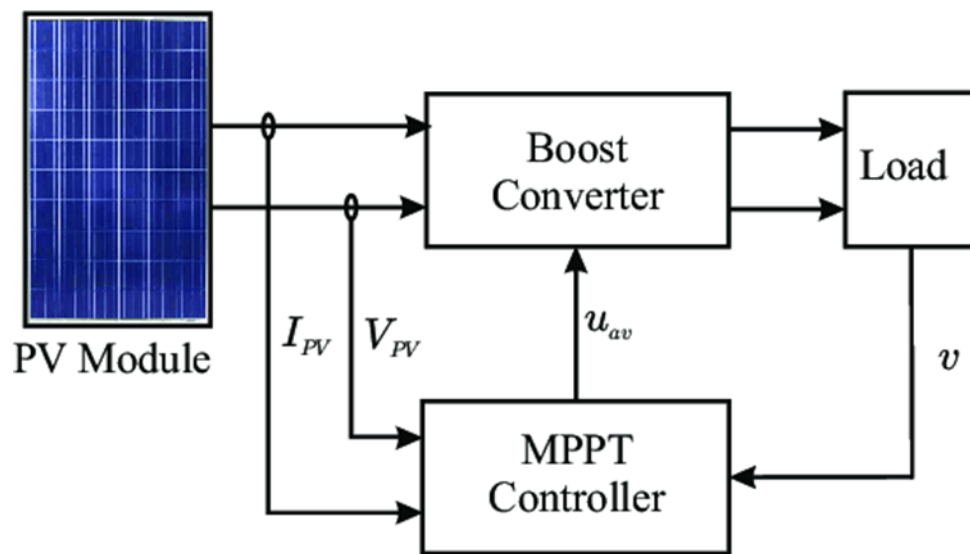 Boost
Converter
Load
PV Module
I_PV
V_PV
u_av
v
MPPT
Controller